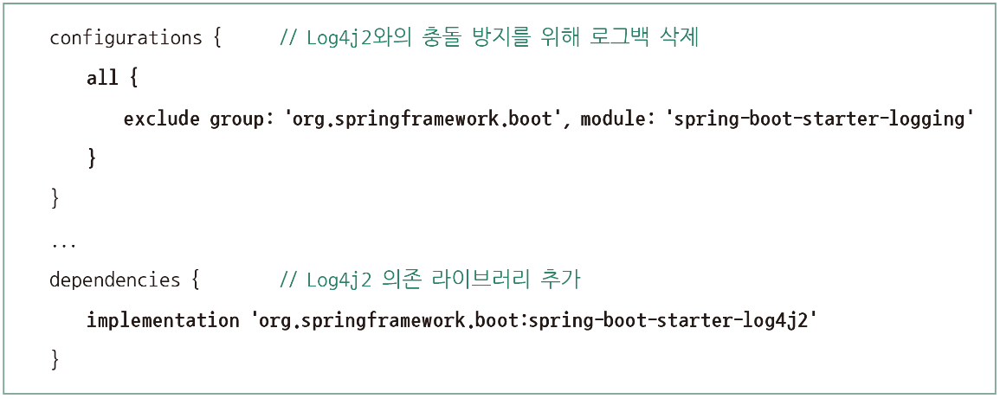 configurations {	// Log4j2와의 충돌 방지를 위해 로그백 삭제
all {
exclude group: 'org.springframework.boot', module: 'spring-boot-starter-logging'
}
}
...
dependencies {	// Log4j2 의존 라이브러리 추가
implementation 'org.springframework.boot:spring-boot-starter-log4j2'
}